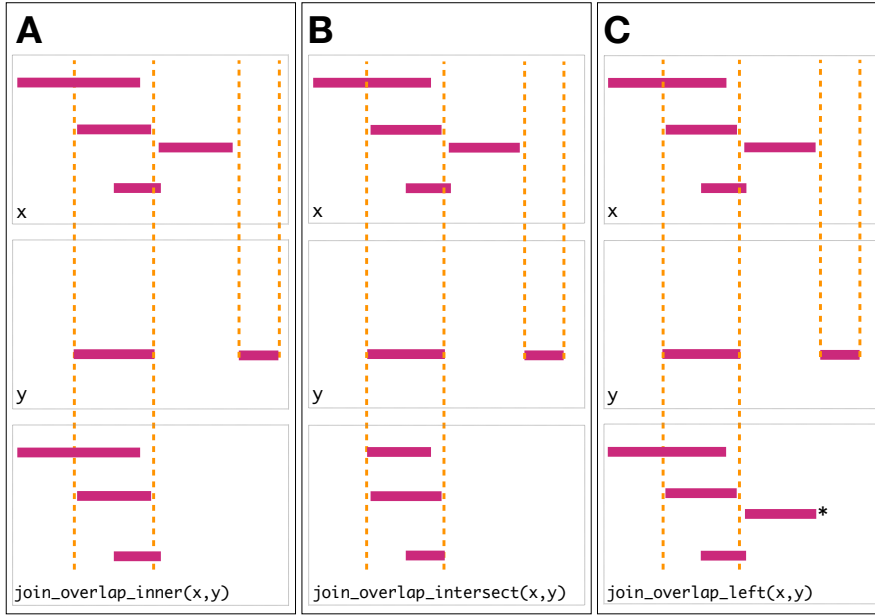 A
x
y
join_overlap_inner(x,y)
B
x
y
join_overlap_intersect(x,y)
C
x
*
y
join_overlap_left(x,y)